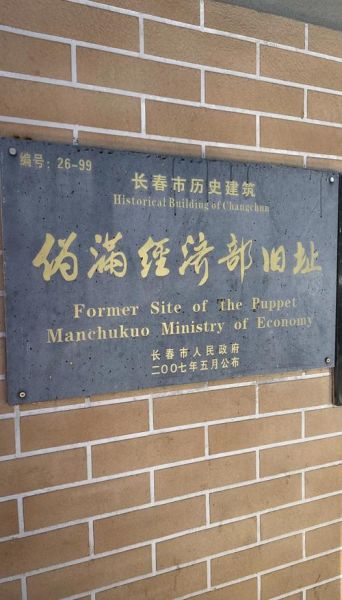 编号：26-99
长春市历史建筑
Historical Building of Changchun
伪滿經济部旧址
Former Site of the Puppet
Manchukuo Ministry of Economy
长春市人民政府
二〇〇七年五月公布